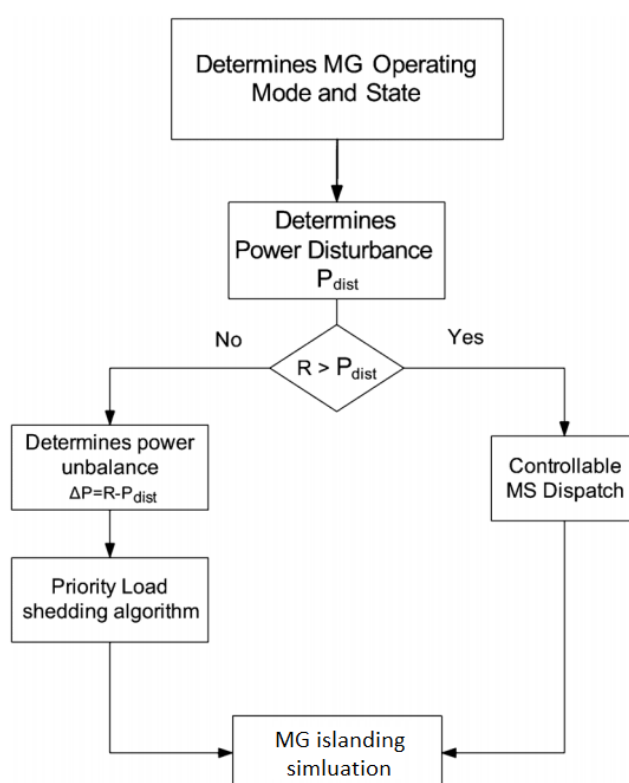 Determines MG Operating
Mode and State
Determines
Power Disturbance
Pdist
No
Yes
R > Pdist
Determines power
unbalance
ΔP=R-Pdist
Controllable
MS Dispatch
Priority Load
shedding algorithm
MG islanding
simluation